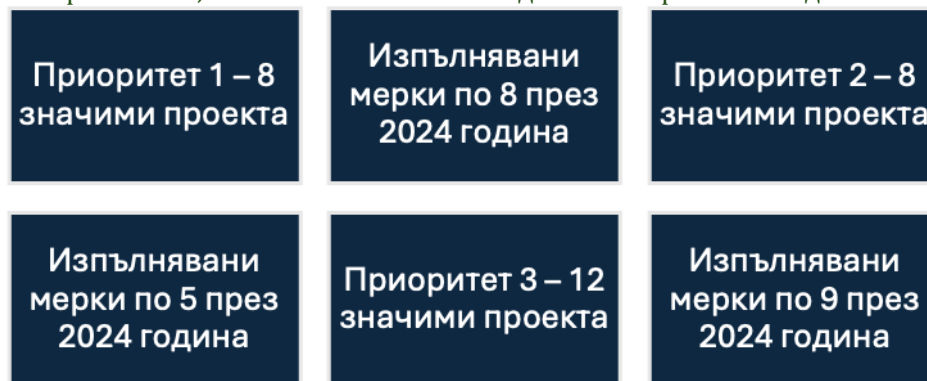 Приоритет 1 – 8
значими проекта
Изпълнявани
мерки по 8 през
2024 година
Приоритет 2 – 8
значими проекта
Изпълнявани
мерки по 5 през
2024 година
Приоритет 3 – 12
значими проекта
Изпълнявани
мерки по 9 през
2024 година